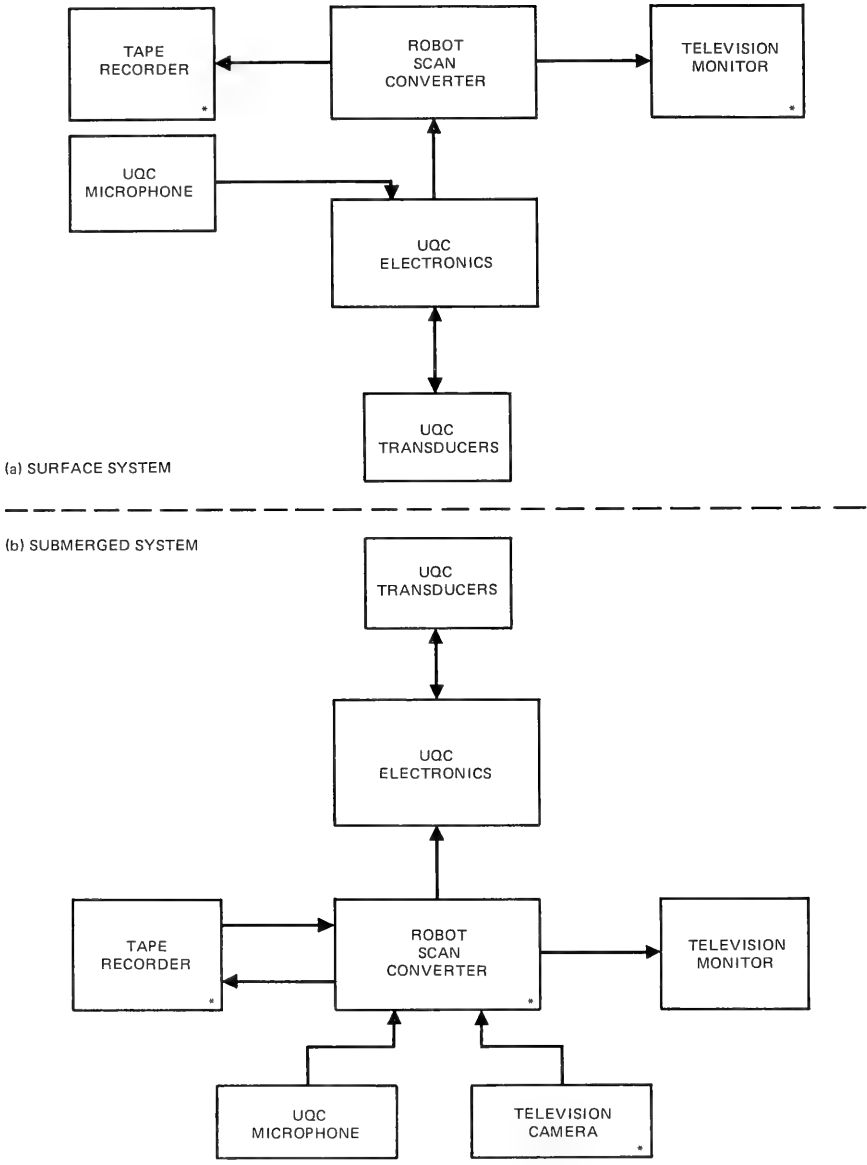 TAPE
RECORDER
*
ROBOT
SCAN
CONVERTER
TELEVISION
MONITOR
*
UQC
MICROPHONE
UQC
ELECTRONICS
UQC
TRANSDUCERS
(a) SURFACE SYSTEM
(b) SUBMERGED SYSTEM
UQC
TRANSDUCERS
UQC
ELECTRONICS
TAPE
RECORDER
*
ROBOT
SCAN
CONVERTER
*
TELEVISION
MONITOR
UQC
MICROPHONE
TELEVISION
CAMERA
*